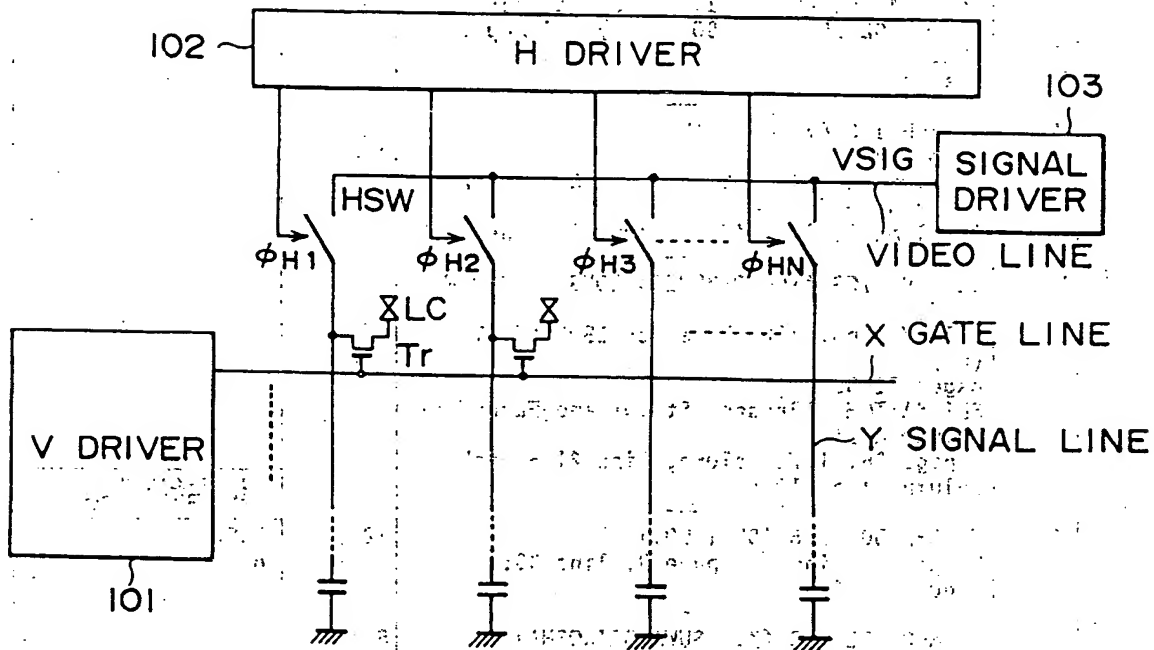 102
H DRIVER
103
VSIG
SIGNAL
DRIVER
HSW
φH1
φH2
φH3
φHN
VIDEO LINE
LC
Tr
X GATE LINE
V DRIVER
Y SIGNAL LINE
101